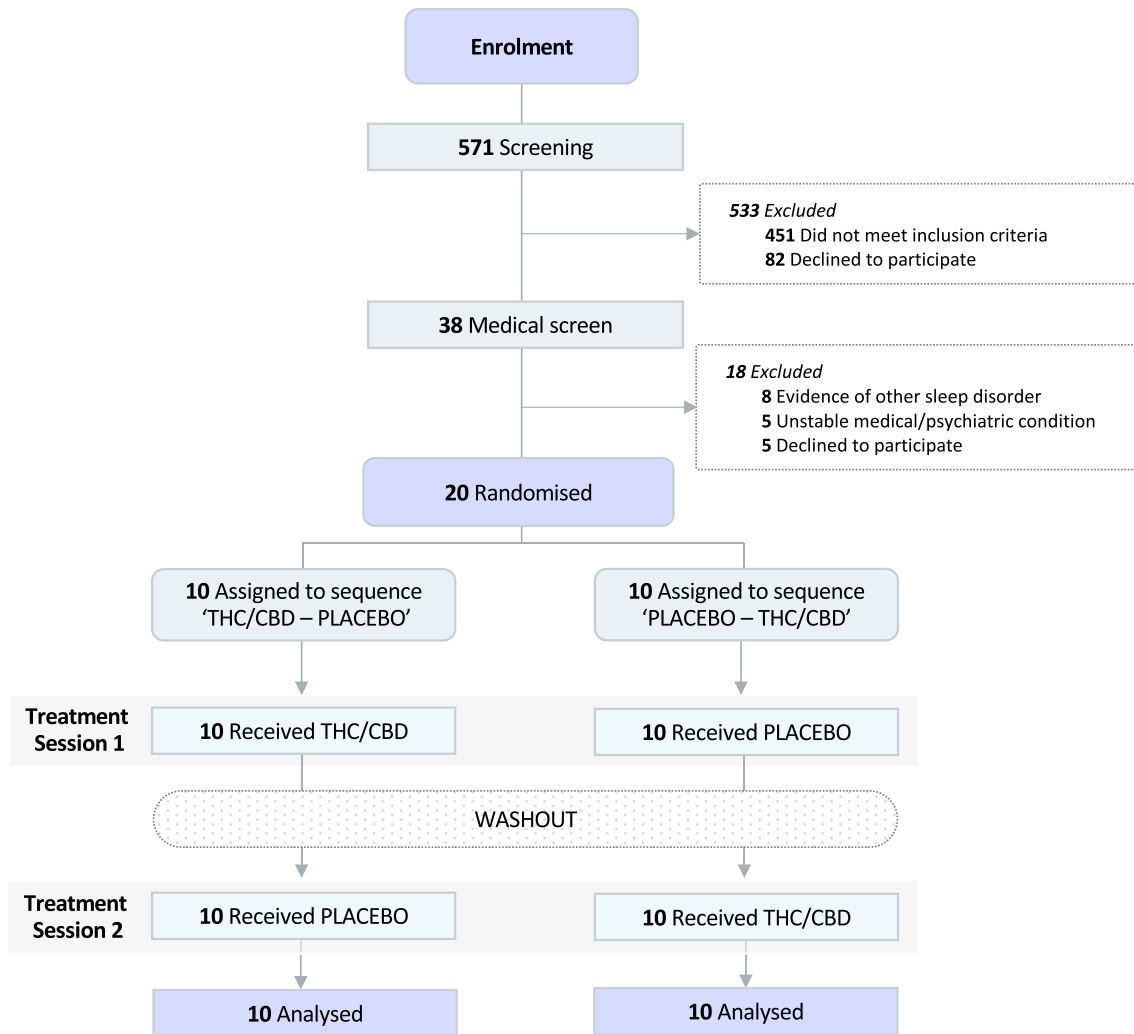 Enrolment
571 Screening
533 Excluded
451 Did not meet inclusion criteria
82 Declined to participate
38 Medical screen
18 Excluded
8 Evidence of other sleep disorder
5 Unstable medical/psychiatric condition
5 Declined to participate
20 Randomised
10 Assigned to sequence
‘THC/CBD – PLACEBO’
10 Assigned to sequence
‘PLACEBO – THC/CBD’
Treatment
Session 1
10 Received THC/CBD
10 Received PLACEBO
WASHOUT
Treatment
Session 2
10 Received PLACEBO
10 Received THC/CBD
10 Analysed
10 Analysed